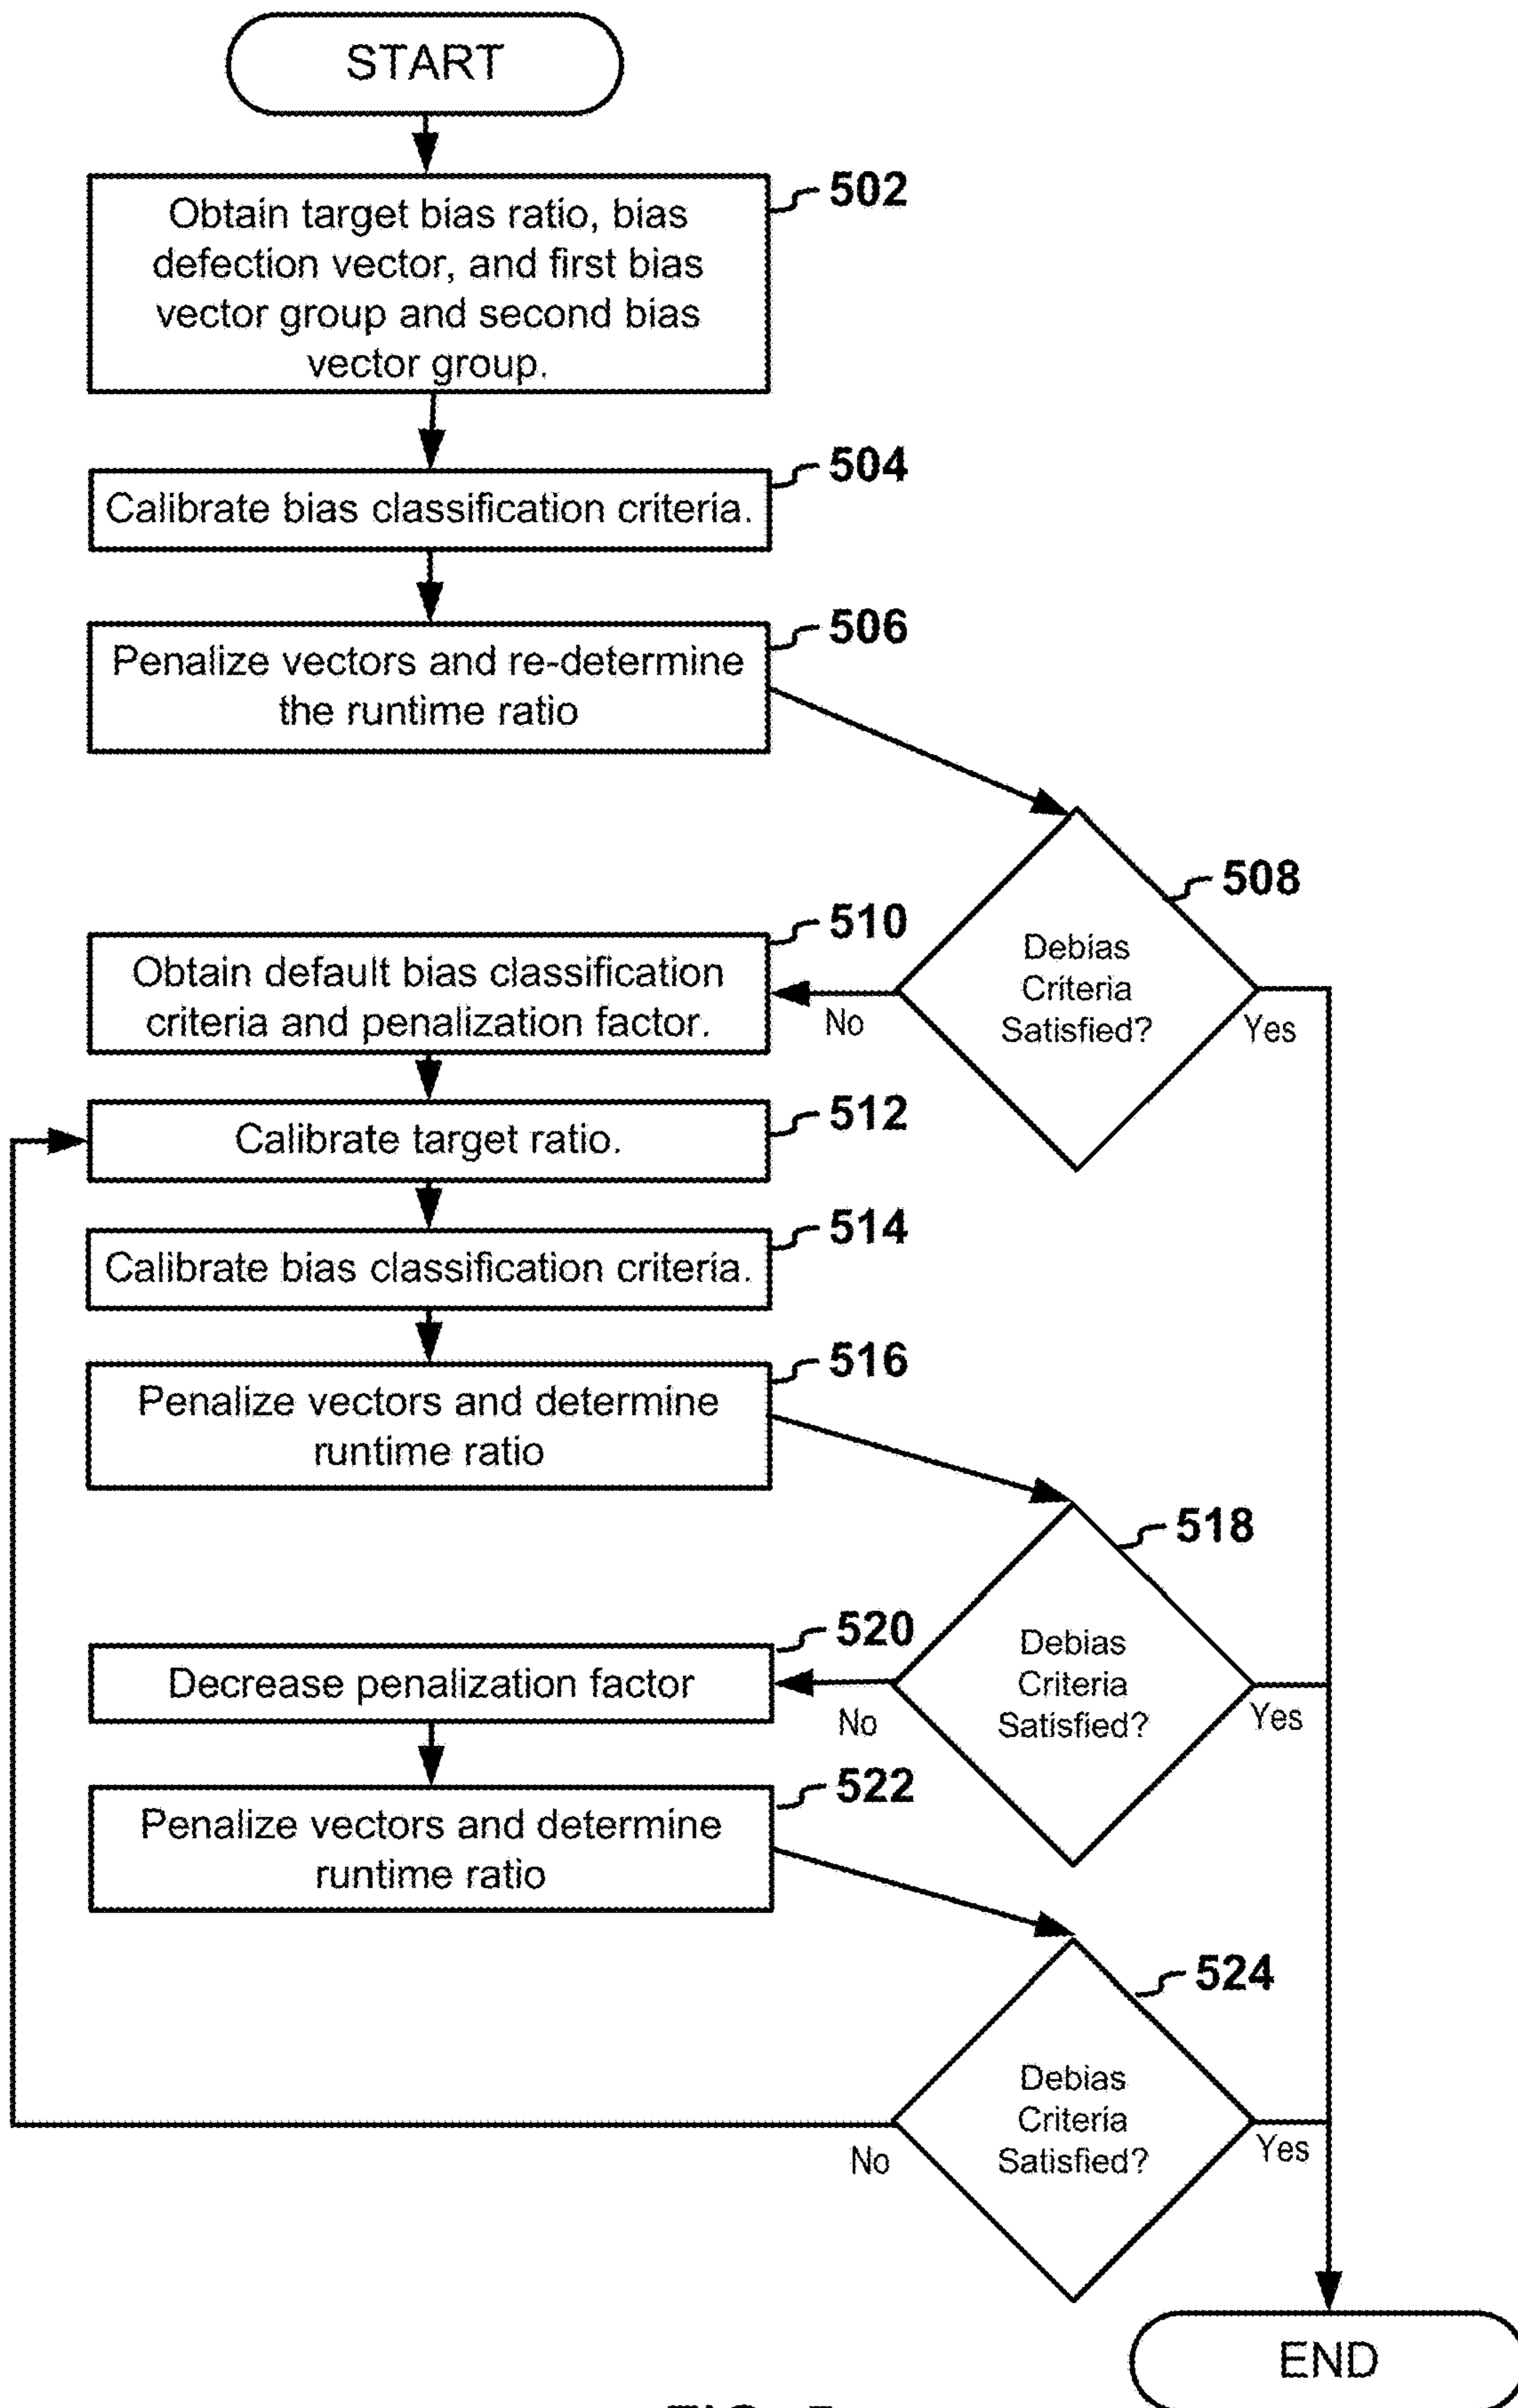 START
502
Obtain target bias ratio, bias
defection vector, and first bias
vector group and second bias
vector group.
504
Calibrate bias classification criteria.
506
Penalize vectors and re-determine
the runtime ratio
508
Debias
Criteria
Satisfied?
No
Yes
510
Obtain default bias classification
criteria and penalization factor.
512
Calibrate target ratio.
514
Calibrate bias classification criteria.
516
Penalize vectors and determine
runtime ratio
518
Debias
Criteria
Satisfied?
No
Yes
520
Decrease penalization factor
522
Penalize vectors and determine
runtime ratio
524
Debias
Criteria
Satisfied?
No
Yes
END